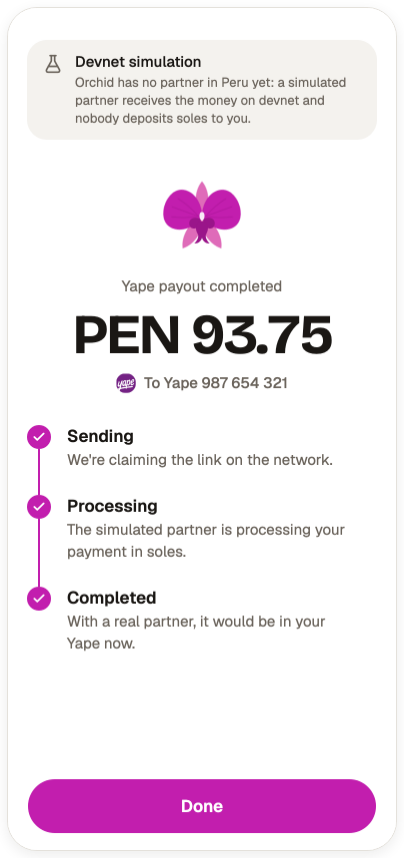 Devnet simulation
Orchid has no partner in Peru yet: a simulated
partner receives the money on devnet and
nobody deposits soles to you.
Yape payout completed
PEN 93.75
yape To Yape 987 654 321
Sending
We're claiming the link on the network.
Processing
The simulated partner is processing your
payment in soles.
Completed
With a real partner, it would be in your
Yape now.
Done